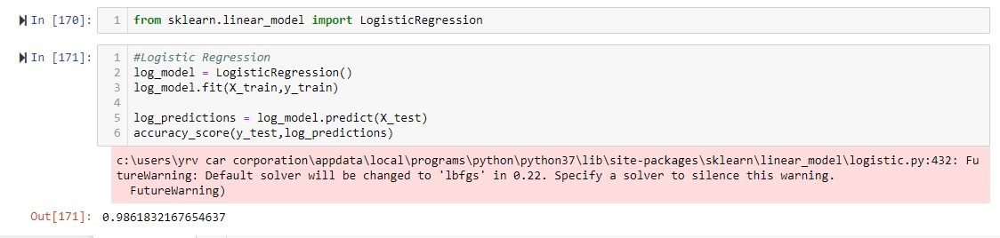 In [170]: 1 from sklearn.linear_model import LogisticRegression
In [171]: 1 #Logistic Regression
2 log_model = LogisticRegression()
3 log_model.fit(X_train,y_train)
4
5 log_predictions = log_model.predict(X_test)
6 accuracy_score(y_test,log_predictions)
c:\users\yrv car corporation\appdata\local\programs\python\python37\lib\site-packages\sklearn\linear_model\logistic.py:432: Fu
tureWarning: Default solver will be changed to 'lbfgs' in 0.22. Specify a solver to silence this warning.
FutureWarning)
Out[171]: 0.9861832167654637